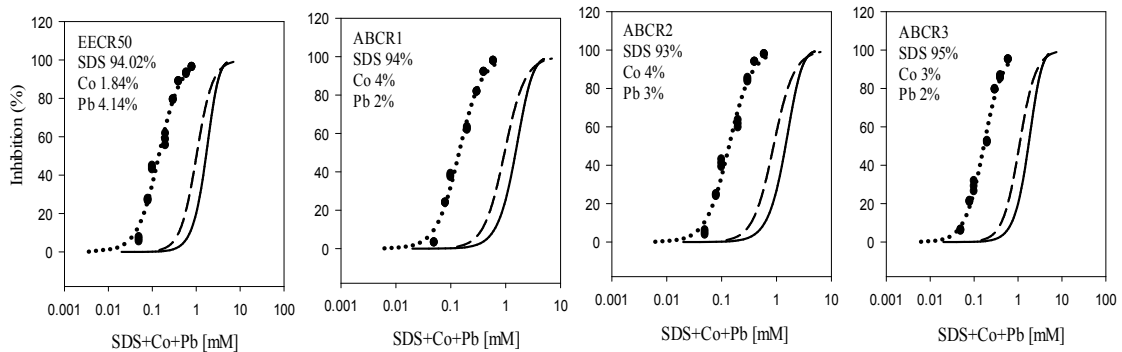 EECR50
SDS 94.02%
Co 1.84%
Pb 4.14%
Inhibition (%)
120
100
80
60
40
20
0
0.001 0.01 0.1 1 10 100
SDS+Co+Pb [mM]
ABCR1
SDS 94%
Co 4%
Pb 2%
120
100
80
60
40
20
0
0.001 0.01 0.1 1 10
SDS+Co+Pb [mM]
ABCR2
SDS 93%
Co 4%
Pb 3%
120
100
80
60
40
20
0
0.001 0.01 0.1 1 10
SDS+Co+Pb [mM]
ABCR3
SDS 95%
Co 3%
Pb 2%
120
100
80
60
40
20
0
0.001 0.01 0.1 1 10 100
SDS+Co+Pb [mM]